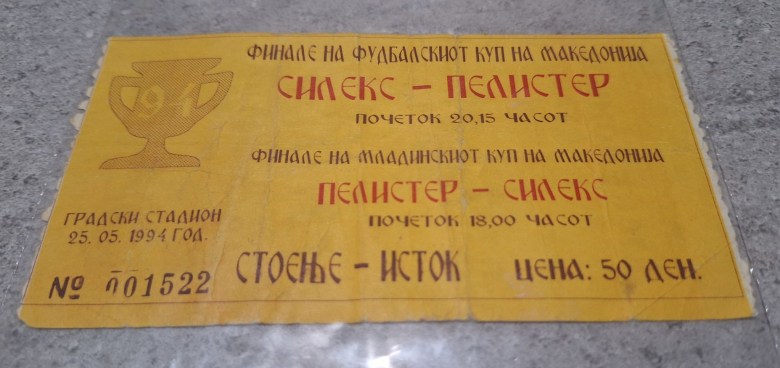 94
ФИНАЛЕ НА ФУДБАЛСКИОТ КУП НА МАКЕДОНИЈА
СИЛЕКС – ПЕЛИСТЕР
ПОЧЕТОК 20,15 ЧАСОТ
ФИНАЛЕ НА МЛАДИНСКИОТ КУП НА МАКЕДОНИЈА
ПЕЛИСТЕР – СИЛЕКС
ПОЧЕТОК 18,00 ЧАСОТ
ГРАДСКИ СТАДИОН
25. 05. 1994 ГОД.
№ 001522
СТОЕЊЕ – ИСТОК
ЦЕНА: 50 ДЕН.